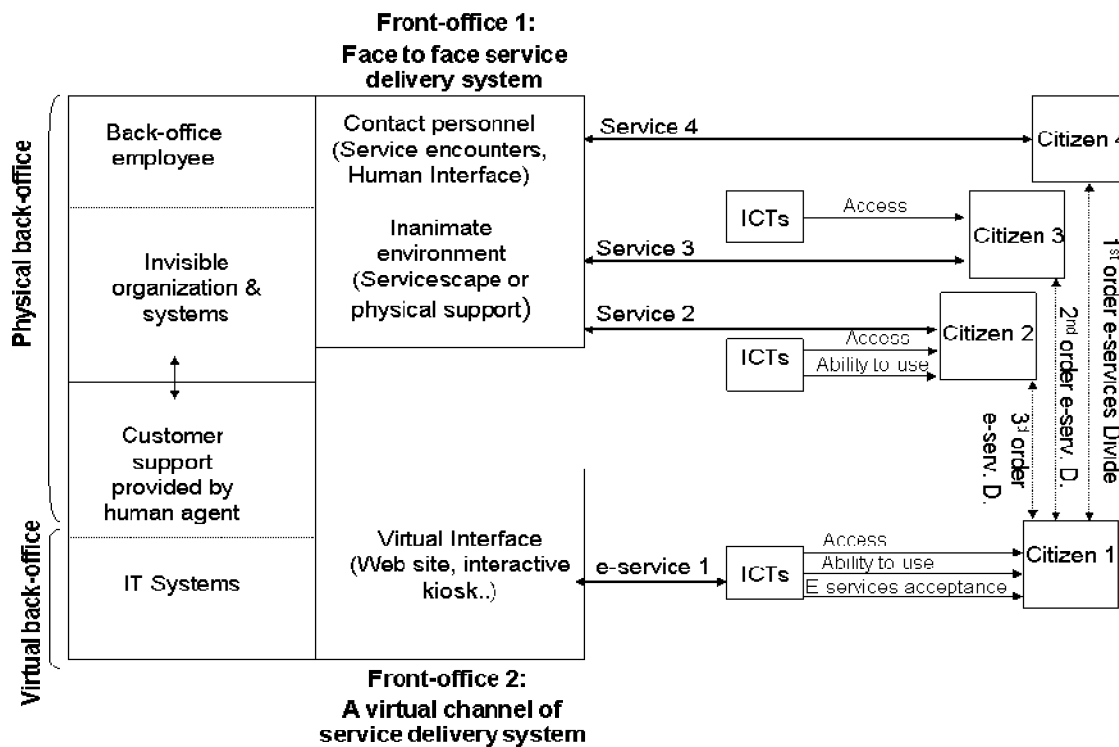 Front-office 1:
Face to face service
delivery system
Physical back-office
Back-office
employee
Invisible
organization &
systems
Customer
support
provided by
human agent
Virtual back-office
IT Systems
Contact personnel
(Service encounters,
Human Interface)
Inanimate
environment
(Servicescape or
physical support)
Virtual Interface
(Web site, interactive
kiosk..)
Front-office 2:
A virtual channel of
service delivery system
Service 4
Citizen 4
ICTs
Access
Citizen 3
Service 3
Service 2
Citizen 2
ICTs
Access
Ability to use
1st order e-services Divide
2nd order e-serv. D.
3d order
e-serv. D.
e-service 1
ICTs
Access
Ability to use
E services acceptance
Citizen 1